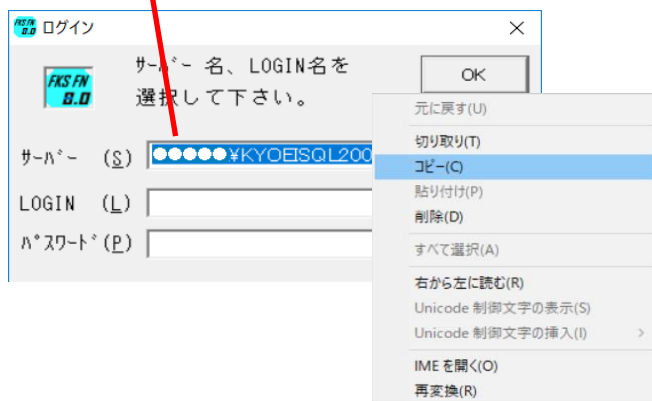 FKS FN 8.0 ログイン
ｻｰﾊﾞｰ 名、LOGIN名を
選択して下さい。
FKS FN
8.0
OK
ｻｰﾊﾞｰ (S) ●●●●●¥KYOEISQL200
LOGIN (L)
ﾊﾟｽﾜｰﾄﾞ(P)
元に戻す(U)
切り取り(T)
コピー(C)
貼り付け(P)
削除(D)
すべて選択(A)
右から左に読む(R)
Unicode 制御文字の表示(S)
Unicode 制御文字の挿入(I)
IME を開く(O)
再変換(R)